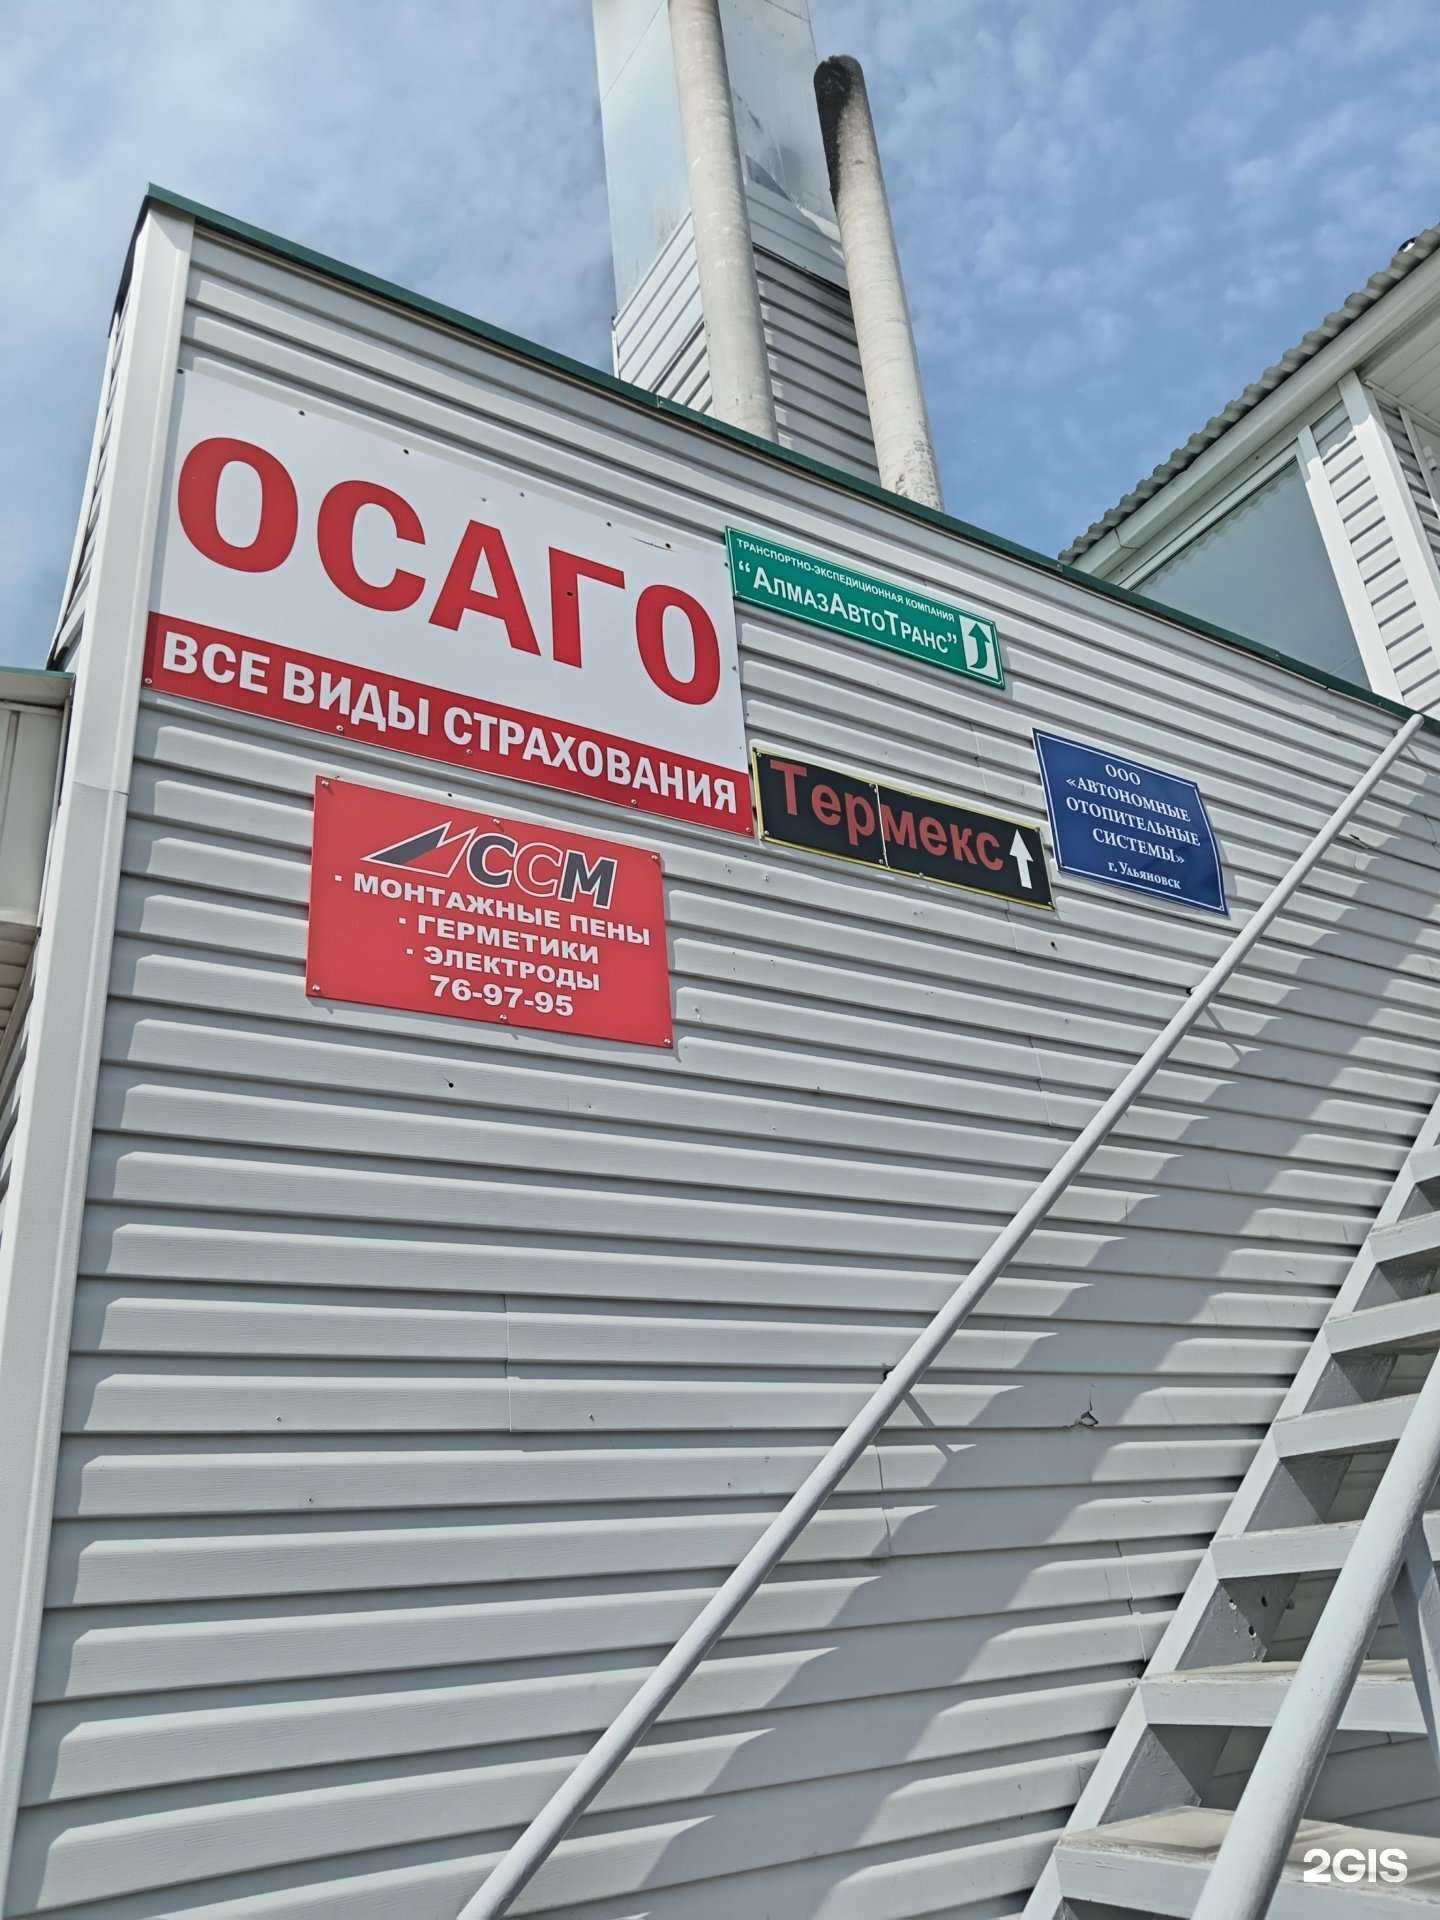 ОСАГО
ВСЕ ВИДЫ СТРАХОВАНИЯ
ТРАНСПОРТНО-ЭКСПЕДИЦИОННАЯ КОМПАНИЯ
“АЛМАЗАВТОТРАНС”
Термекс
ООО
«АВТОНОМНЫЕ
ОТОПИТЕЛЬНЫЕ
СИСТЕМЫ»
г. Ульяновск
ССМ
· МОНТАЖНЫЕ ПЕНЫ
· ГЕРМЕТИКИ
· ЭЛЕКТРОДЫ
76-97-95
2GIS